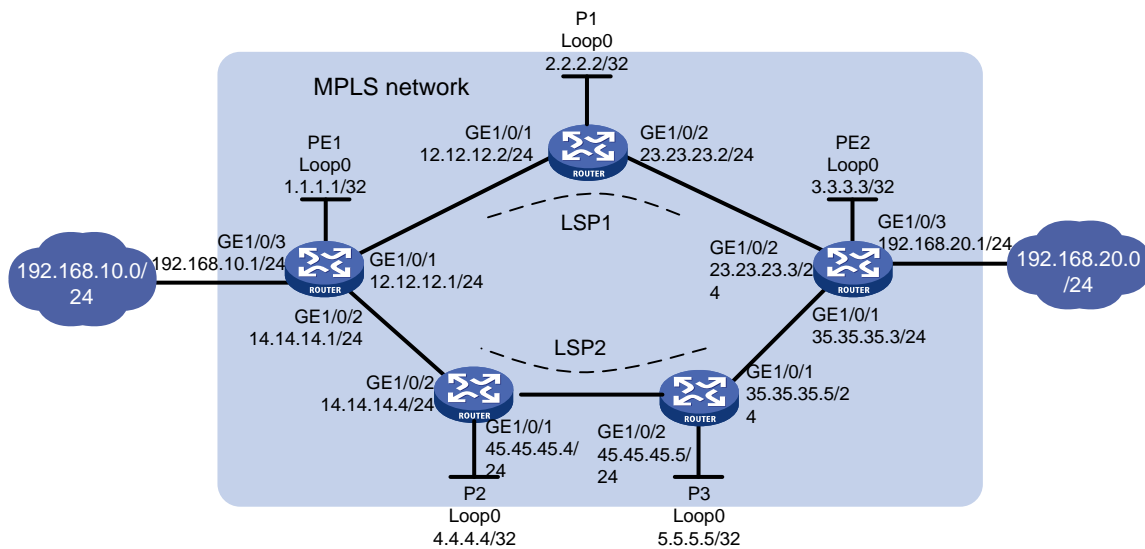 P1
Loop0
2.2.2.2/32
MPLS network
GE1/0/1
12.12.12.2/24
GE1/0/2
23.23.23.2/24
ROUTER
PE1
Loop0
1.1.1.1/32
PE2
Loop0
3.3.3.3/32
LSP1
GE1/0/3
192.168.10.1/24
192.168.10.0/
24
GE1/0/1
12.12.12.1/24
ROUTER
GE1/0/2
14.14.14.1/24
GE1/0/2
23.23.23.3/2
4
GE1/0/3
192.168.20.1/24
192.168.20.0
/24
ROUTER
GE1/0/1
35.35.35.3/24
LSP2
GE1/0/2
14.14.14.4/24
ROUTER
GE1/0/1
45.45.45.4/
24
GE1/0/2
45.45.45.5/
24
ROUTER
GE1/0/1
35.35.35.5/2
4
P2
Loop0
4.4.4.4/32
P3
Loop0
5.5.5.5/32